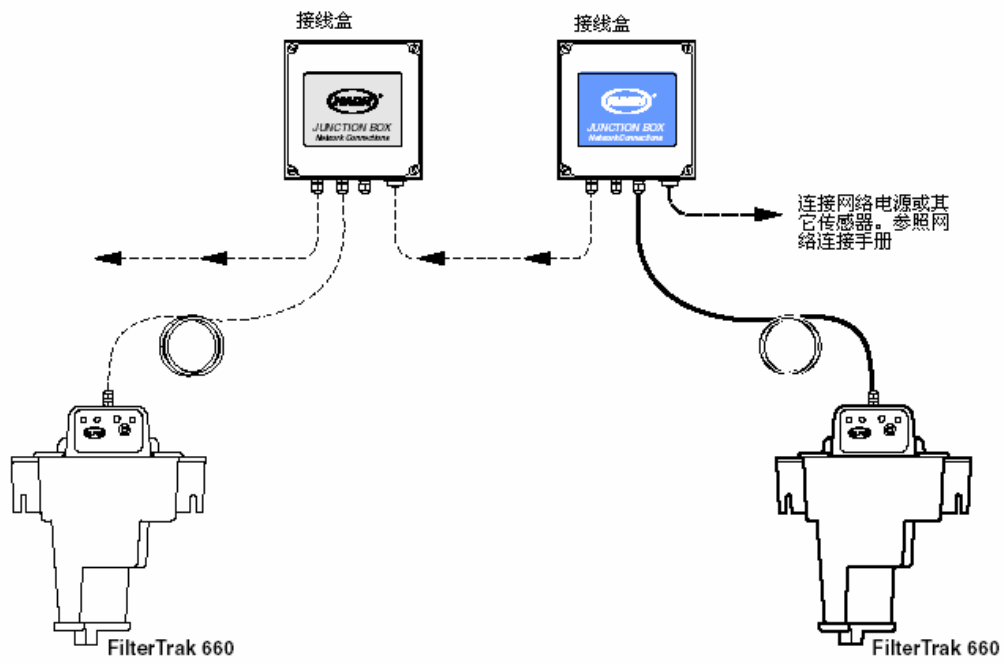 接线盒
接线盒
HACH
JUNCTION BOX
Network Connections
JUNCTION BOX
Network Connections
连接网络电源或其
它传感器。参照网
络连接手册
FilterTrak 660
FilterTrak 660